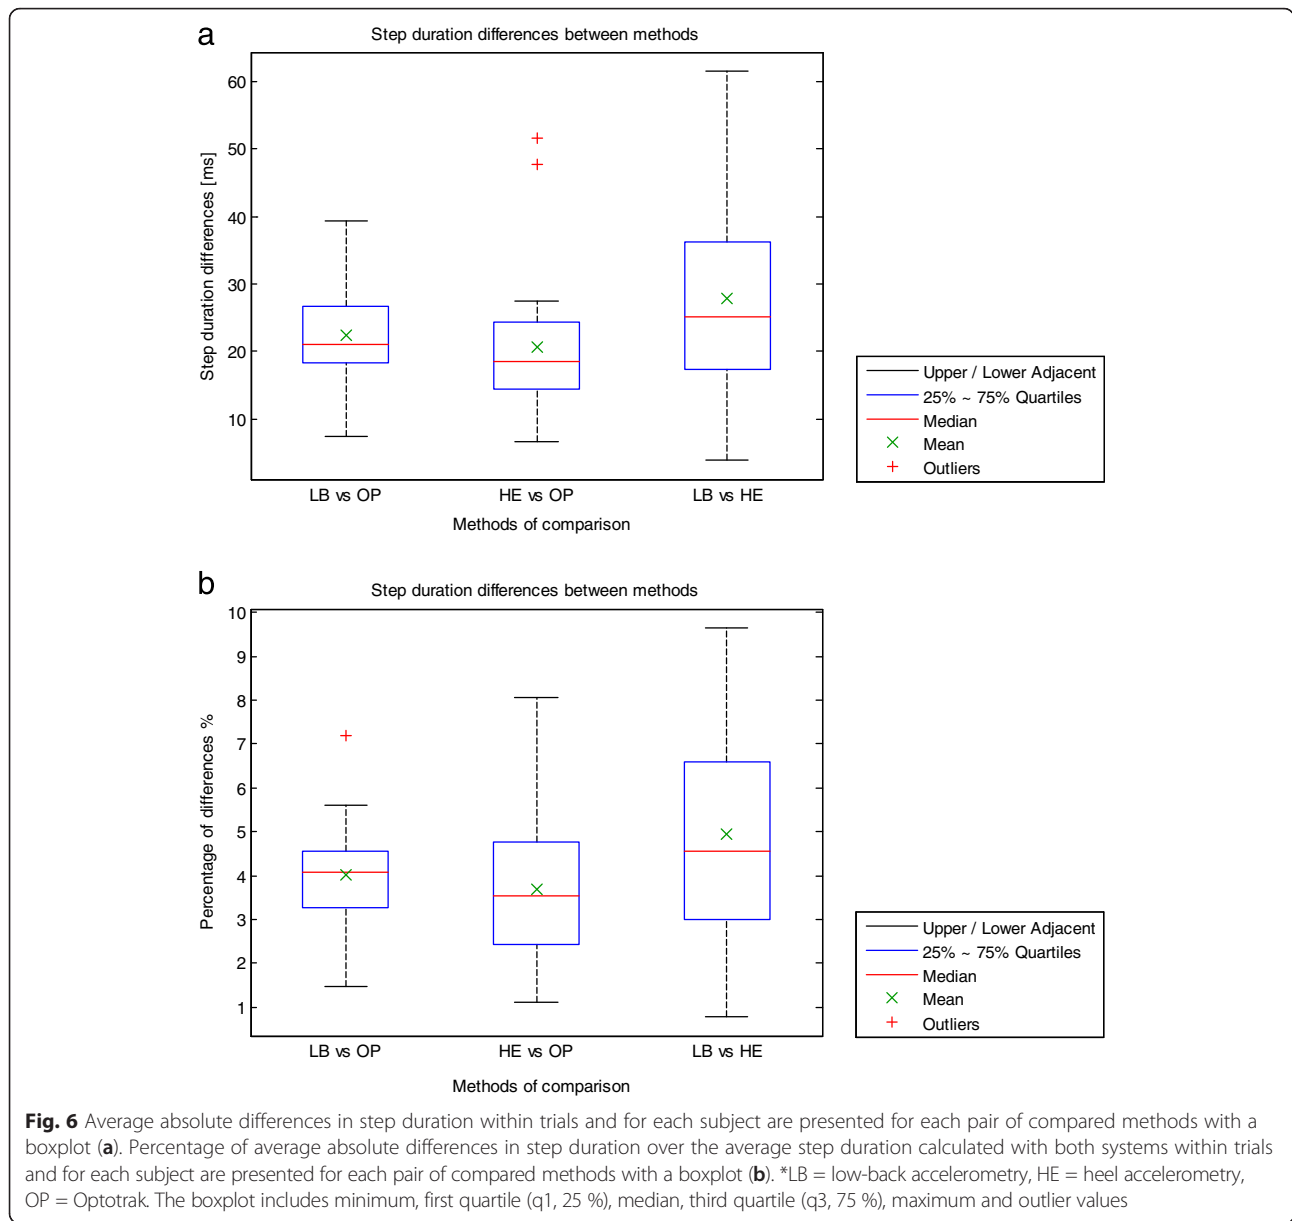 a
Step duration differences between methods
60
50
40
30
20
10
Step duration differences [ms]
LB vs OP
HE vs OP
LB vs HE
Methods of comparison
Upper / Lower Adjacent
25% ~ 75% Quartiles
Median
Mean
Outliers
b
Step duration differences between methods
10
9
8
7
6
5
4
3
2
1
Percentage of differences %
LB vs OP
HE vs OP
LB vs HE
Methods of comparison
Upper / Lower Adjacent
25% ~ 75% Quartiles
Median
Mean
Outliers
Fig. 6 Average absolute differences in step duration within trials and for each subject are presented for each pair of compared methods with a
boxplot (a). Percentage of average absolute differences in step duration over the average step duration calculated with both systems within trials
and for each subject are presented for each pair of compared methods with a boxplot (b). *LB = low-back accelerometry, HE = heel accelerometry,
OP = Optotrak. The boxplot includes minimum, first quartile (q1, 25 %), median, third quartile (q3, 75 %), maximum and outlier values